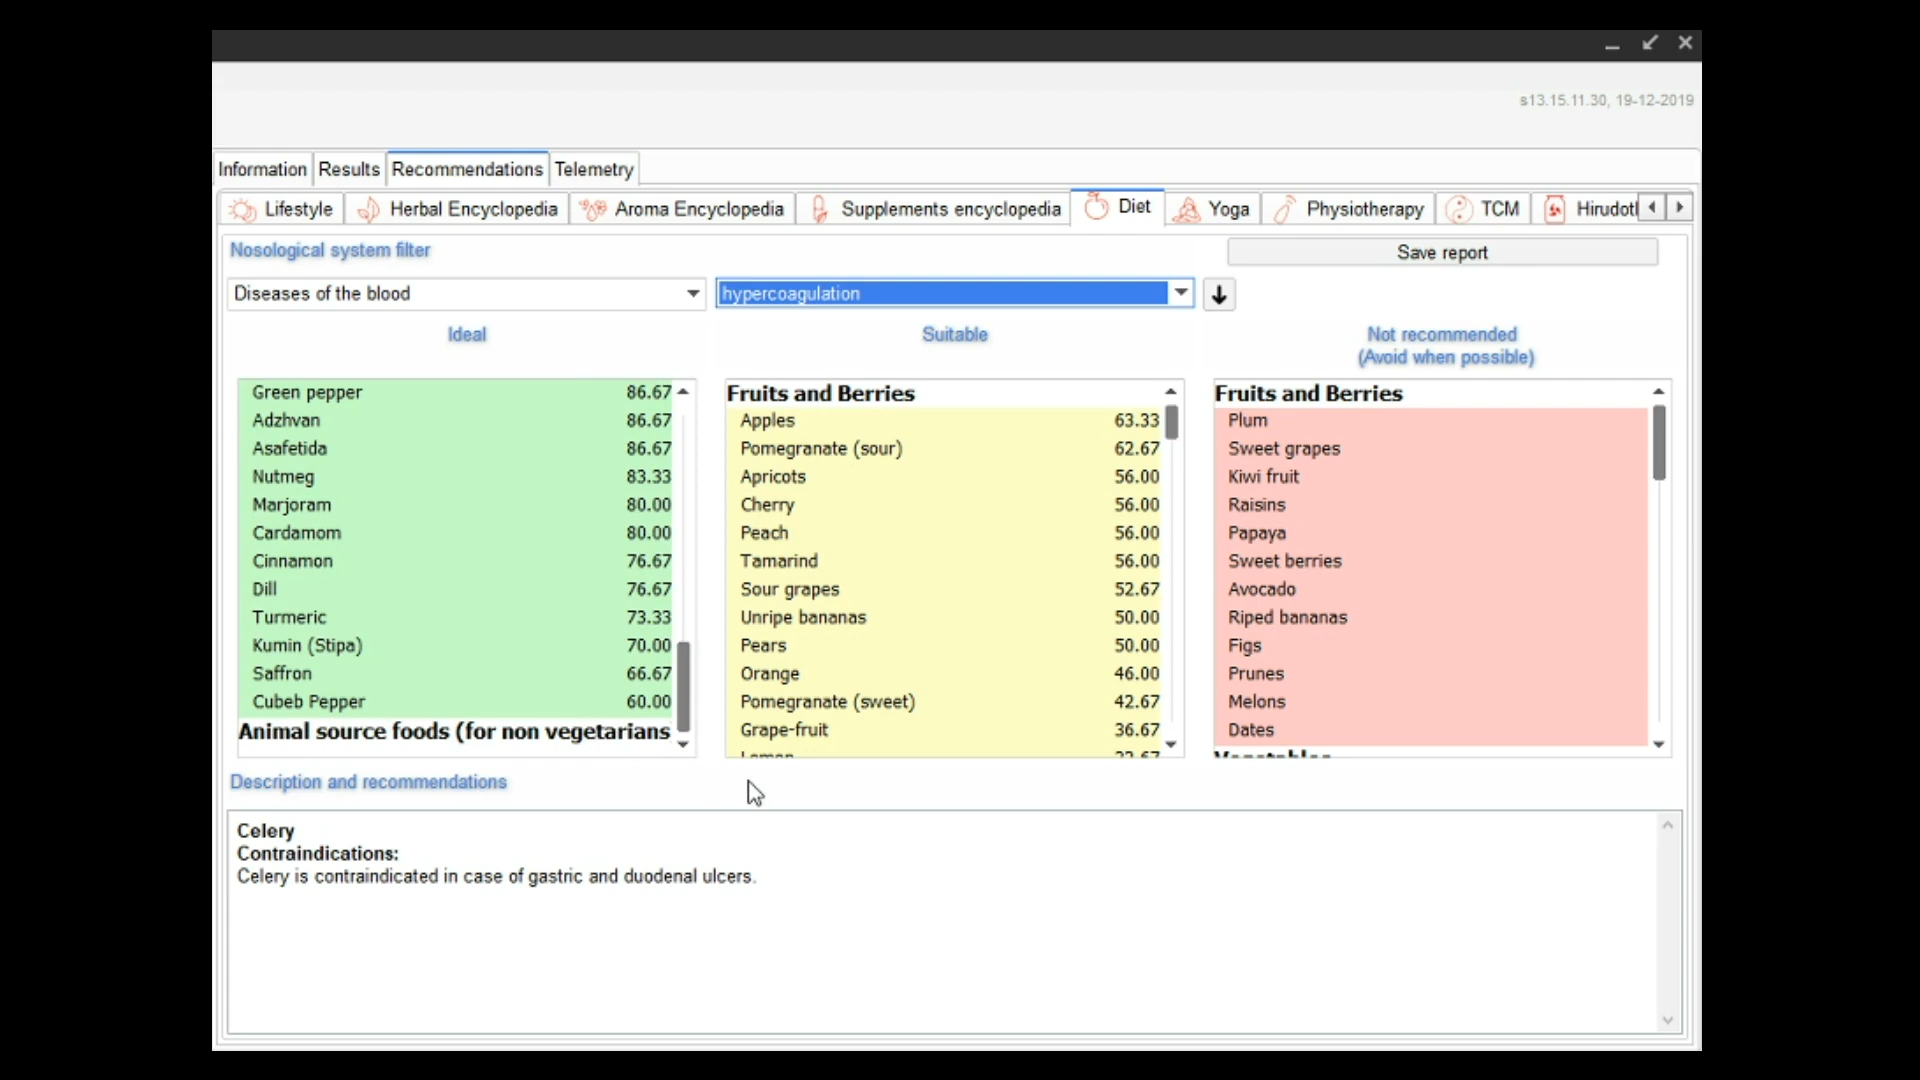 s13.15.11.30, 19-12-2019
Information Results Recommendations Telemetry
Lifestyle Herbal Encyclopedia Aroma Encyclopedia Supplements encyclopedia Diet Yoga Physiotherapy TCM
Nosological system filter
Save report
Diseases of the blood hypercoagulation
Ideal
Green pepper 86.67
Adzhvan 86.67
Asafetida 86.67
Nutmeg 83.33
Marjoram 80.00
Cardamom 80.00
Cinnamon 76.67
Dill 76.67
Turmeric 73.33
Kumin (Stipa) 70.00
Saffron 66.67
Cubeb Pepper 60.00
Animal source foods (for non vegetarians
Suitable
Fruits and Berries
Apples 63.33
Pomegranate (sour) 62.67
Apricots 56.00
Cherry 56.00
Peach 56.00
Tamarind 56.00
Sour grapes 52.67
Unripe bananas 50.00
Pears 50.00
Orange 46.00
Pomegranate (sweet) 42.67
Grape-fruit 36.67
Not recommended
(Avoid when possible)
Fruits and Berries
Plum
Sweet grapes
Kiwi fruit
Raisins
Papaya
Sweet berries
Avocado
Riped bananas
Figs
Prunes
Melons
Dates
Description and recommendations
Celery
Contraindications:
Celery is contraindicated in case of gastric and duodenal ulcers.